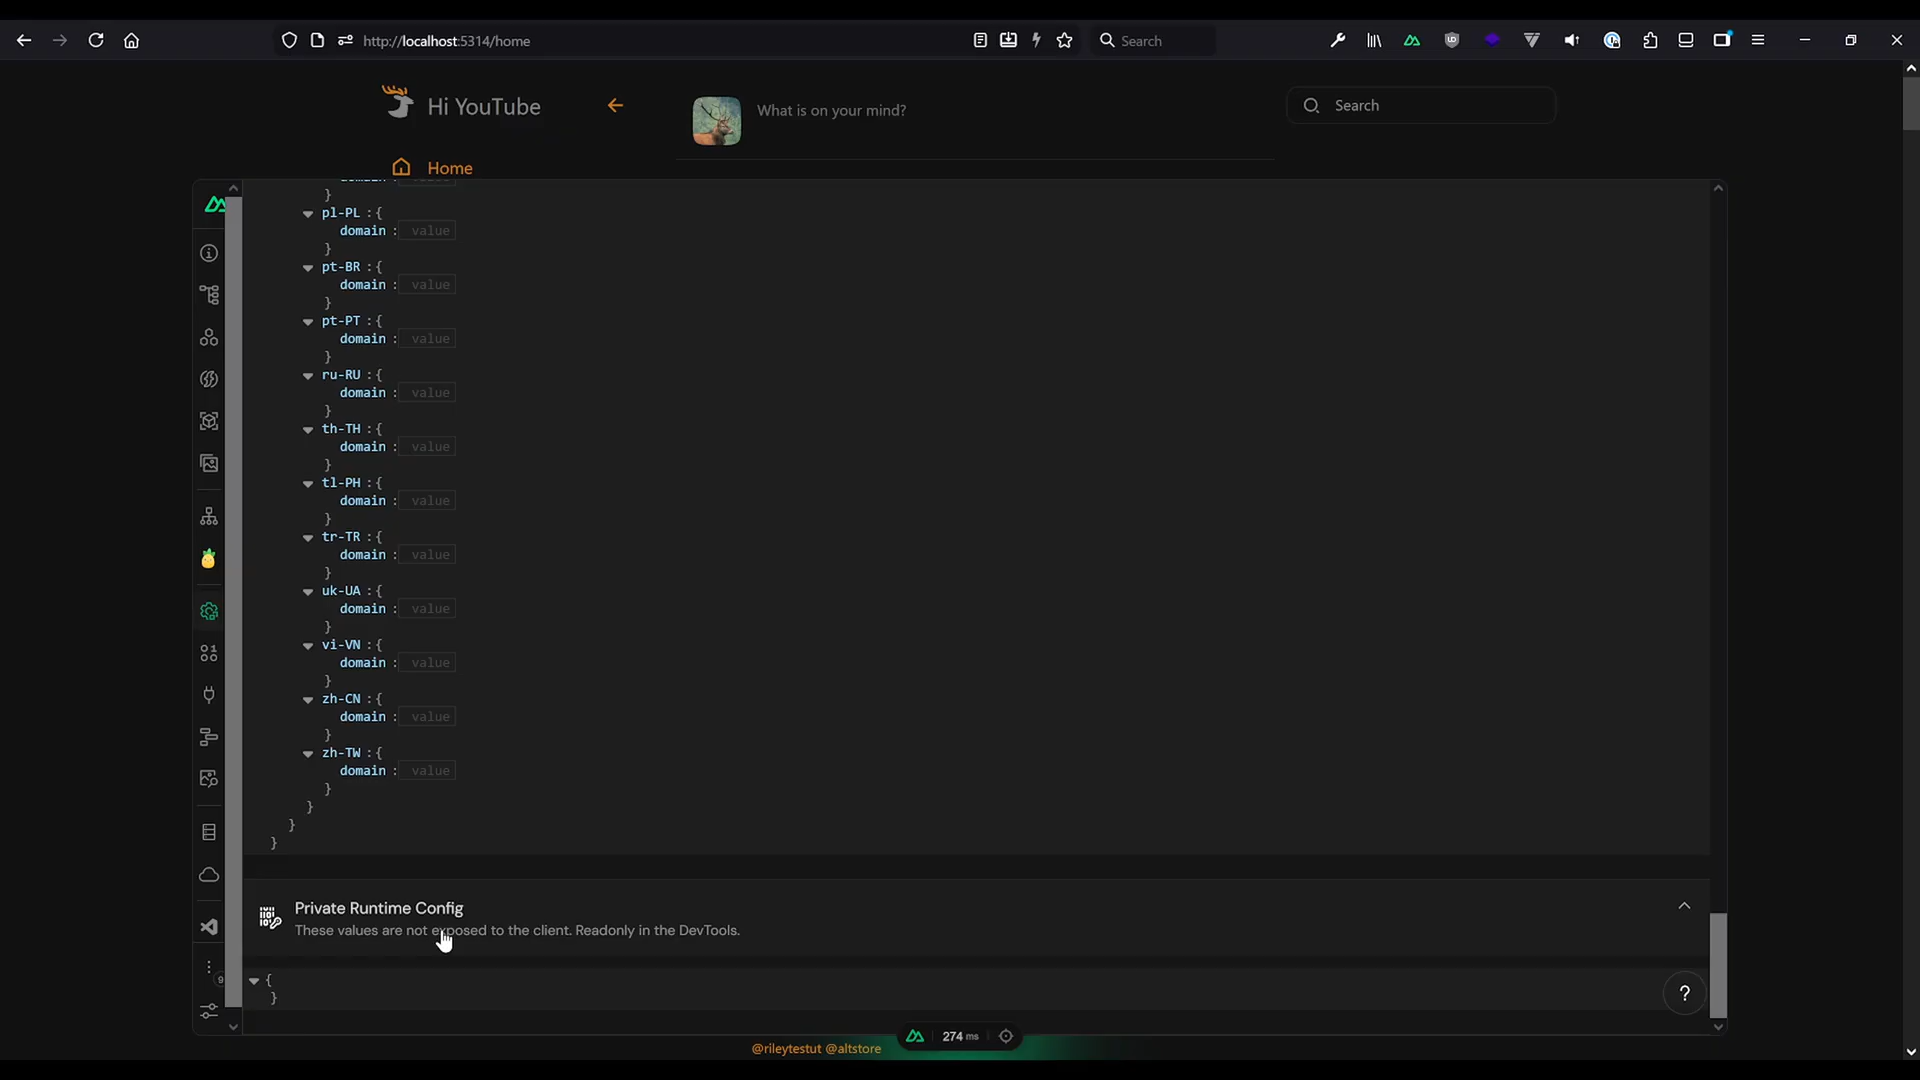 http://localhost:5314/home
Search
Hi YouTube
What is on your mind?
Search
Home
}
pl-PL : {
domain : value
}
pt-BR : {
domain : value
}
pt-PT : {
domain : value
}
ru-RU : {
domain : value
}
th-TH : {
domain : value
}
tl-PH : {
domain : value
}
tr-TR : {
domain : value
}
uk-UA : {
domain : value
}
vi-VN : {
domain : value
}
zh-CN : {
domain : value
}
zh-TW : {
domain : value
}
}
}
}
Private Runtime Config
These values are not exposed to the client. Readonly in the DevTools.
{
}
9
?
274 ms
@rileytestut @altstore